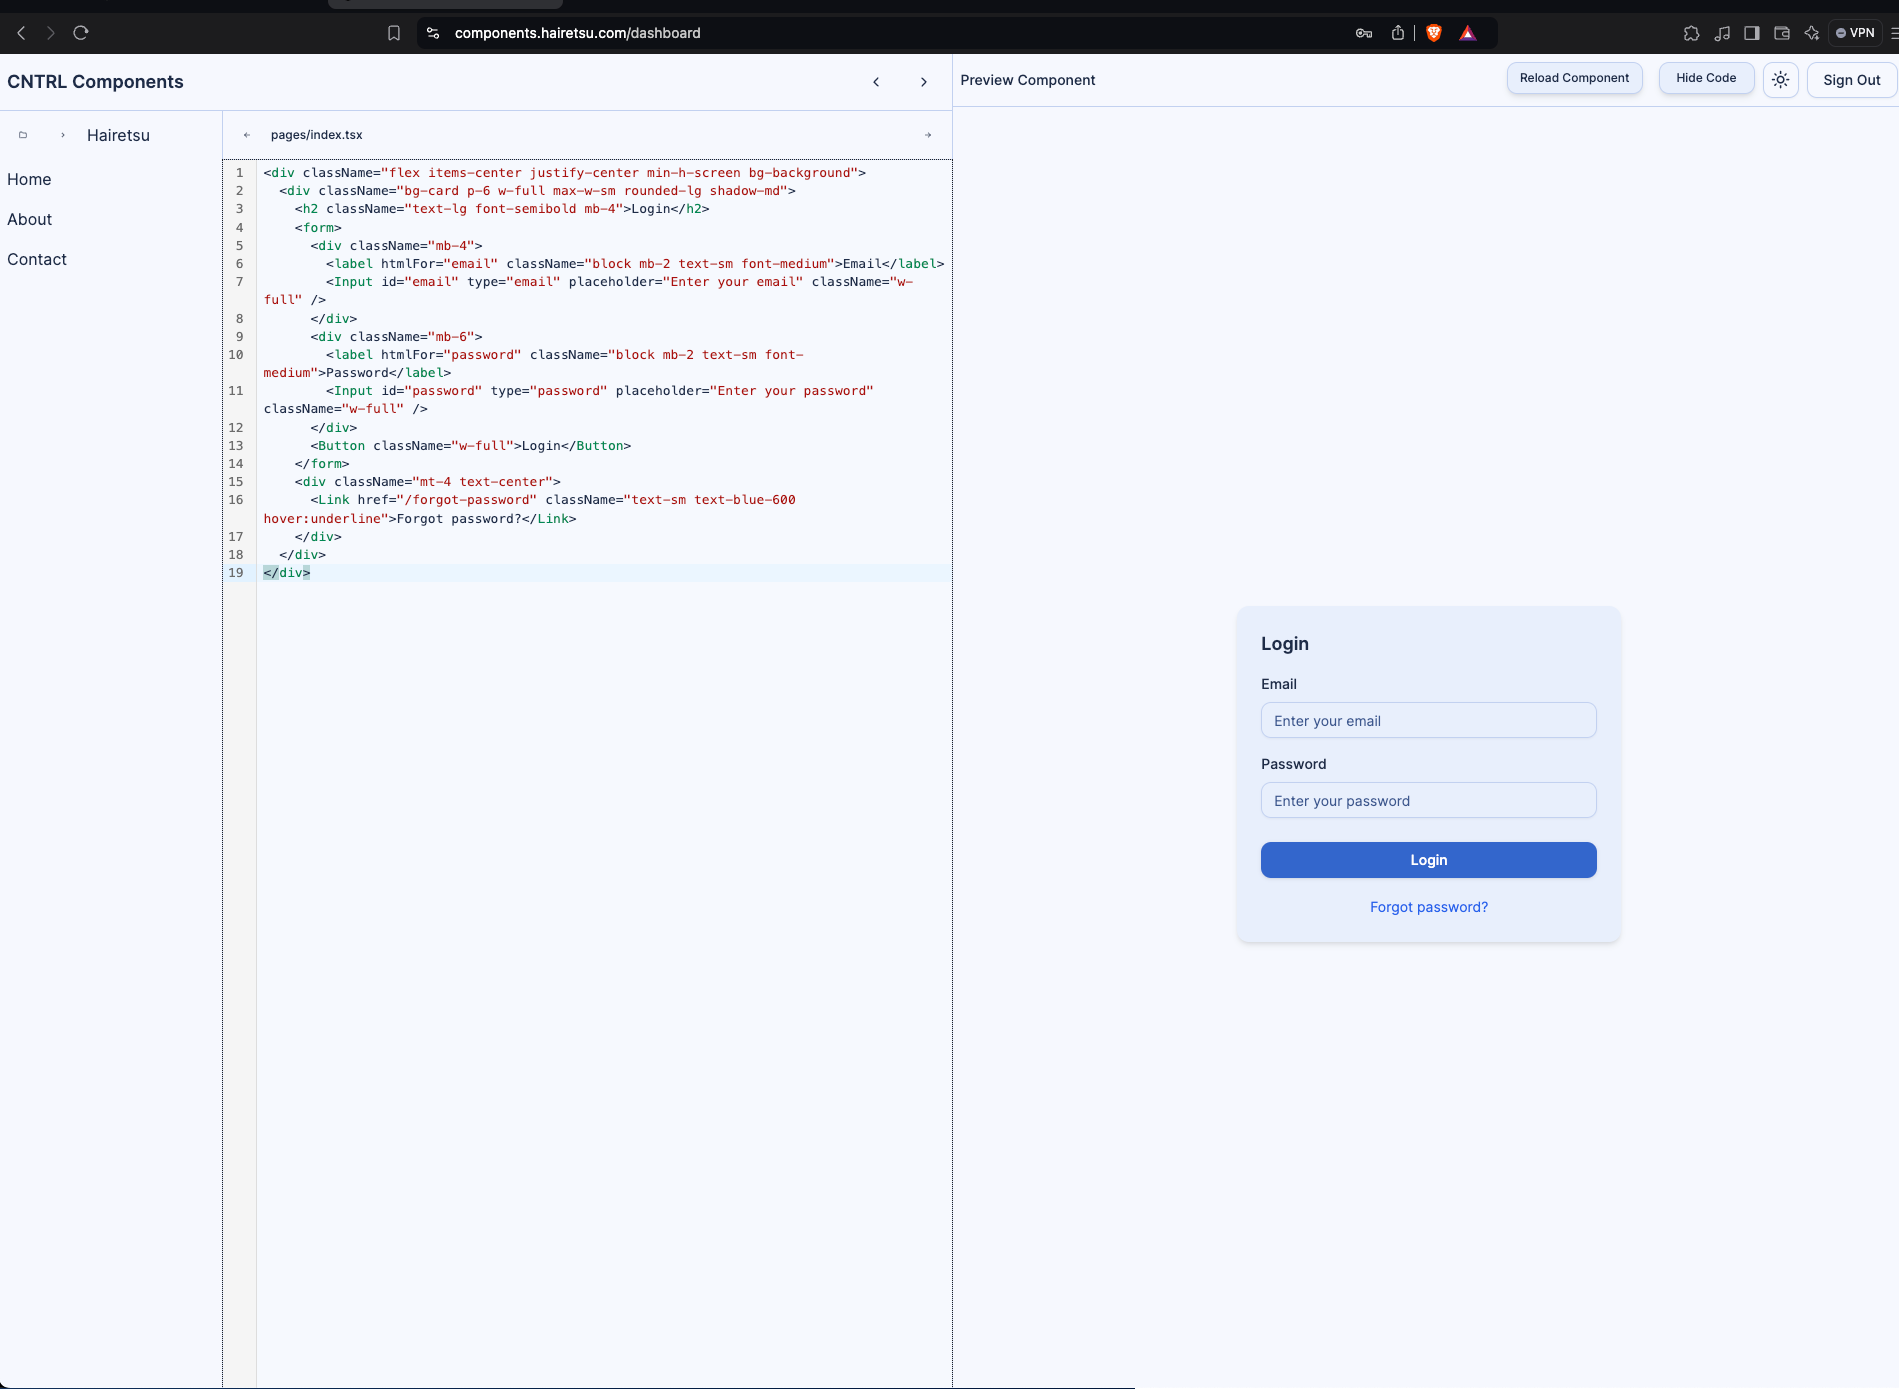 components.hairetsu.com/dashboard
VPN
CNTRL Components
Preview Component
Reload Component
Hide Code
Sign Out
Hairetsu
pages/index.tsx
Home
About
Contact
1 <div className="flex items-center justify-center min-h-screen bg-background">
2 <div className="bg-card p-6 w-full max-w-sm rounded-lg shadow-md">
3 <h2 className="text-lg font-semibold mb-4">Login</h2>
4 <form>
5 <div className="mb-4">
6 <label htmlFor="email" className="block mb-2 text-sm font-medium">Email</label>
7 <Input id="email" type="email" placeholder="Enter your email" className="w-
full" />
8 </div>
9 <div className="mb-6">
10 <label htmlFor="password" className="block mb-2 text-sm font-
medium">Password</label>
11 <Input id="password" type="password" placeholder="Enter your password"
className="w-full" />
12 </div>
13 <Button className="w-full">Login</Button>
14 </form>
15 <div className="mt-4 text-center">
16 <Link href="/forgot-password" className="text-sm text-blue-600
hover:underline">Forgot password?</Link>
17 </div>
18 </div>
19 </div>
Login
Email
Enter your email
Password
Enter your password
Login
Forgot password?